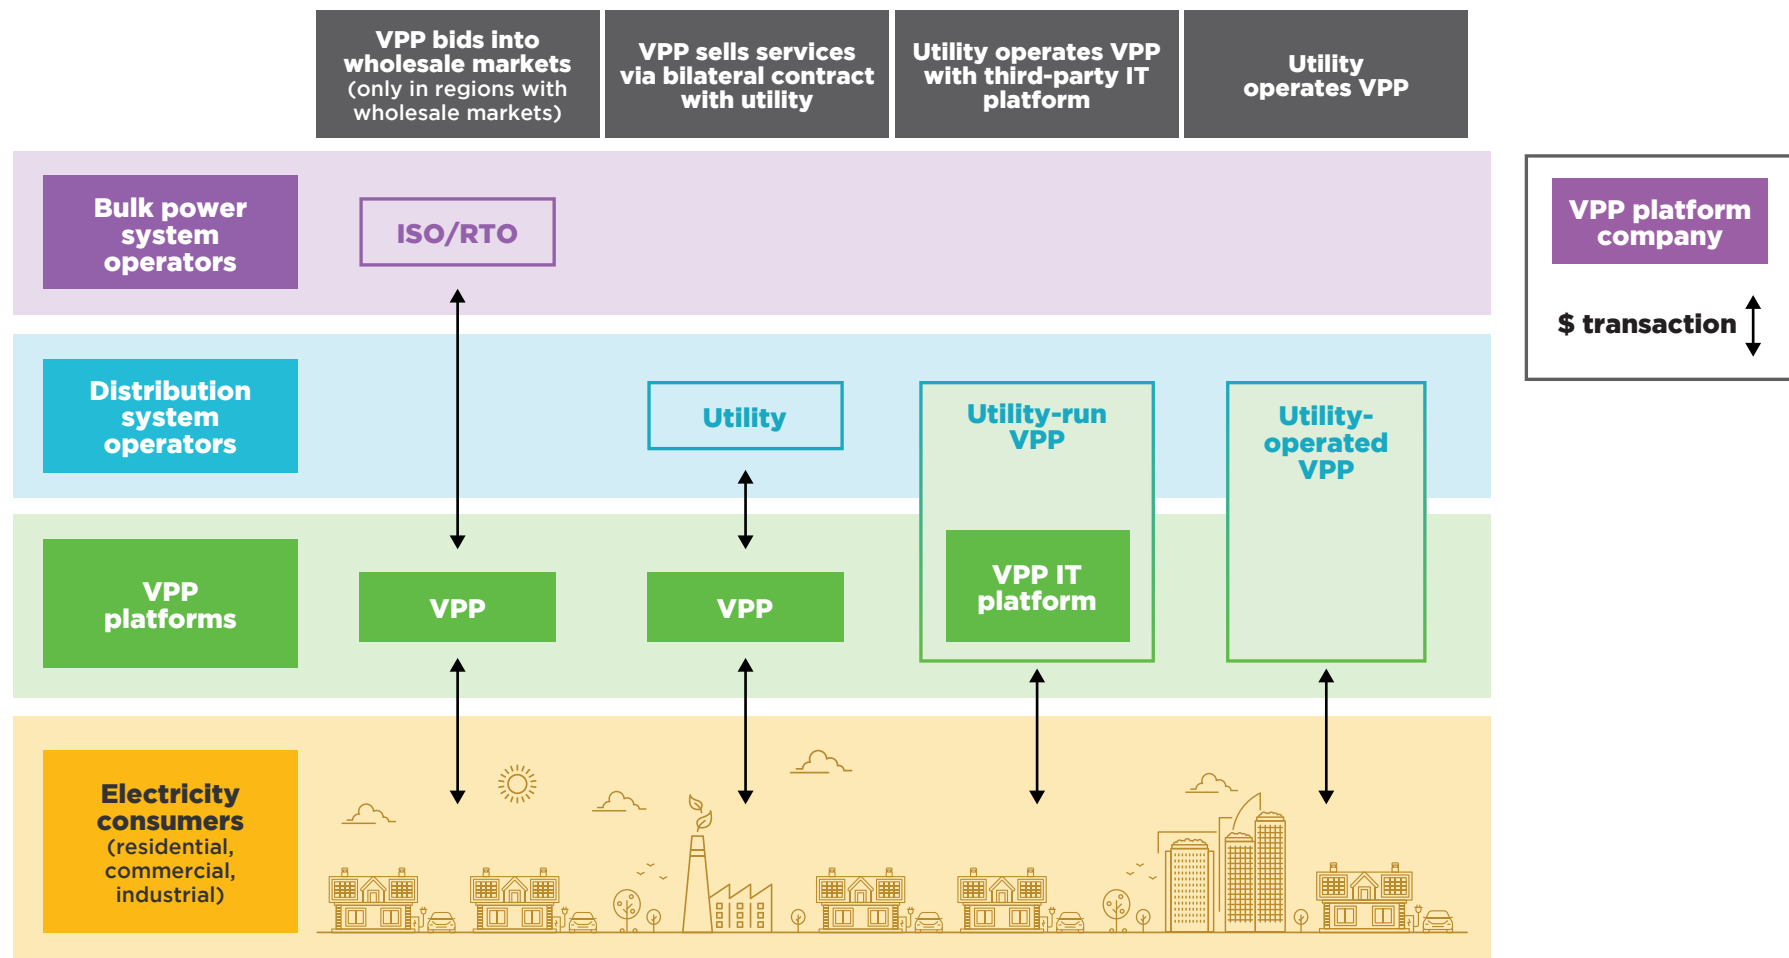 VPP bids into
wholesale markets
(only in regions with
wholesale markets)
VPP sells services
via bilateral contract
with utility
Utility operates VPP
with third-party IT
platform
Utility
operates VPP
Bulk power
system
operators
ISO/RTO
VPP platform
company
$ transaction
Distribution
system
operators
Utility
Utility-run
VPP
Utility-
operated
VPP
VPP
platforms
VPP
VPP
VPP IT
platform
Electricity
consumers
(residential,
commercial,
industrial)